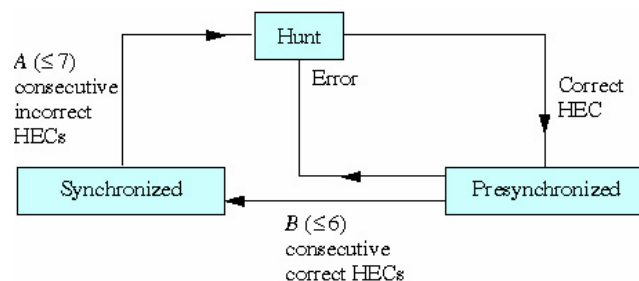 Hunt
A (≤ 7)
consecutive
incorrect
HECs
Error
Correct
HEC
Synchronized
Presynchronized
B (≤ 6)
consecutive
correct HECs